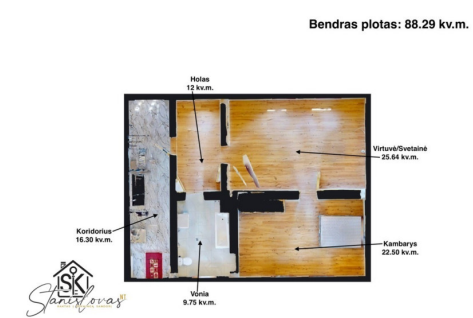 Bendras plotas: 88.29 kv.m.
Holas
12 kv.m.
Virtuvė/Svetainė
25.64 kv.m.
Koridorius
16.30 kv.m.
Kambarys
22.50 kv.m.
Vonia
9.75 kv.m.
SK
Stanislovas
NT